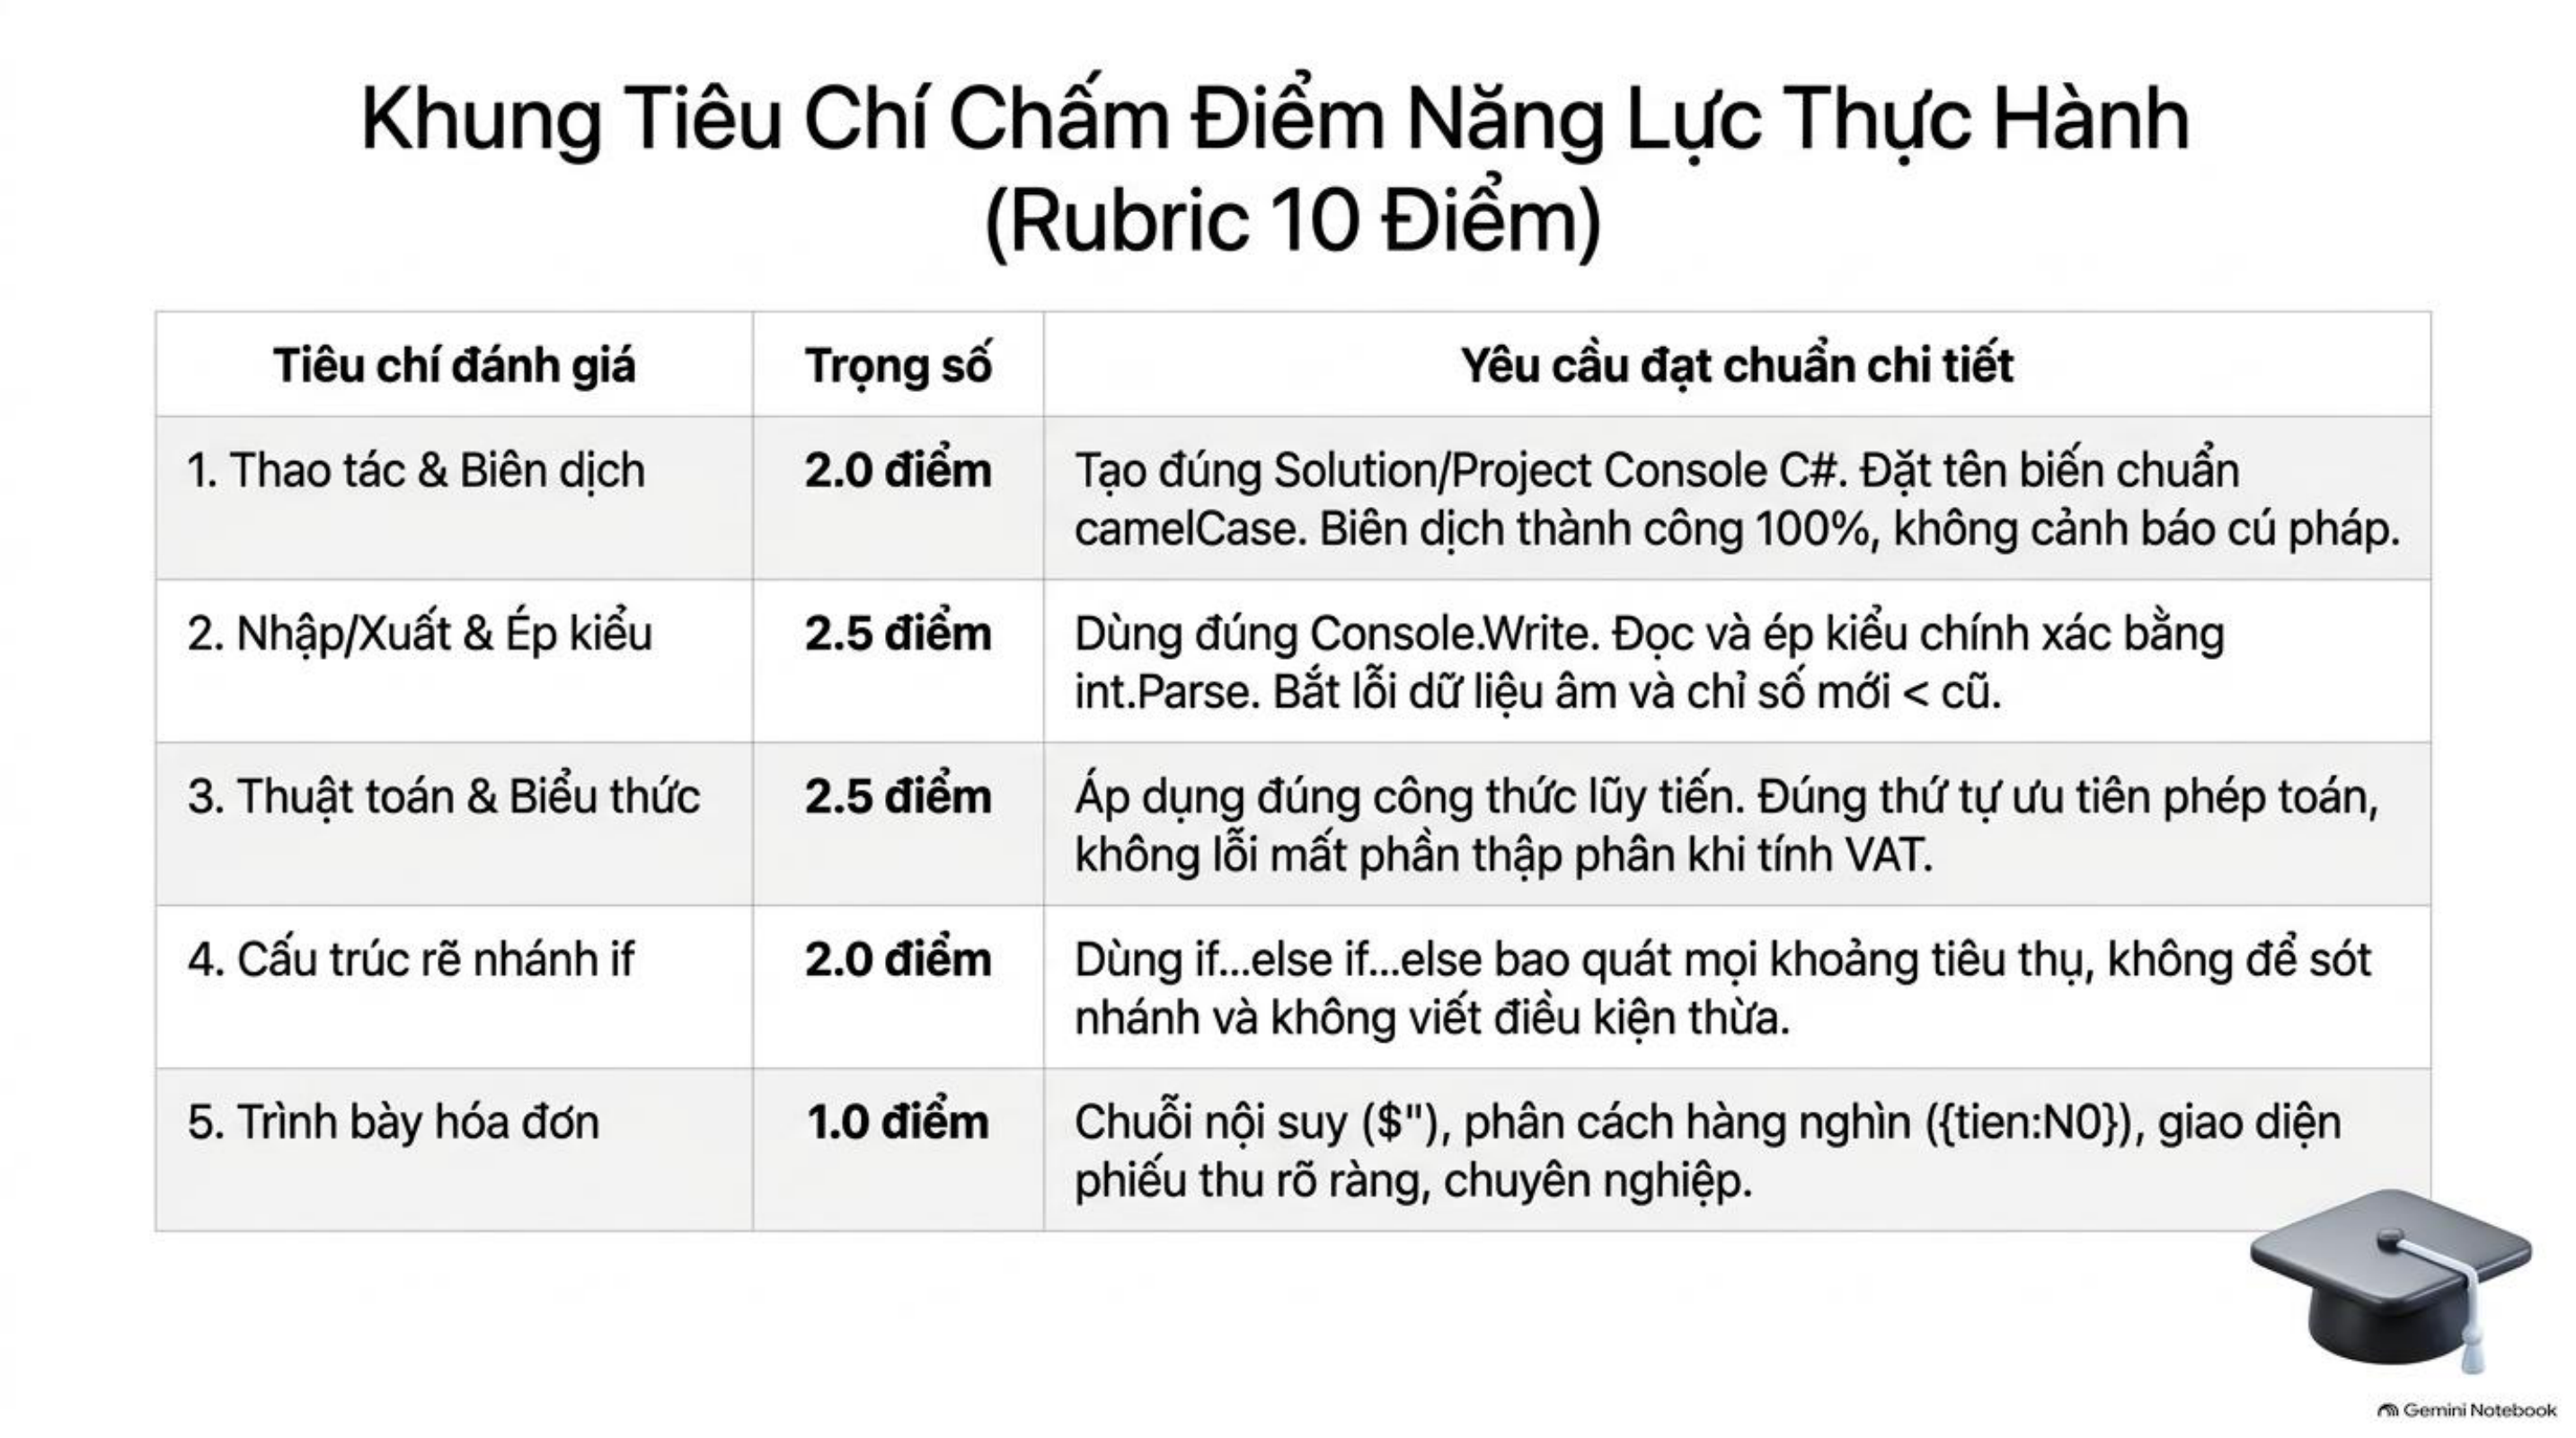 Khung Tiêu Chí Chấm Điểm Năng Lực Thực Hành
(Rubric 10 Điểm)
Tiêu chí đánh giá
Trọng số
Yêu cầu đạt chuẩn chi tiết
1. Thao tác & Biên dịch
2.0 điểm
Tạo đúng Solution/Project Console C#. Đặt tên biến chuẩn
camelCase. Biên dịch thành công 100%, không cảnh báo cú pháp.
2. Nhập/Xuất & Ép kiểu
2.5 điểm
Dùng đúng Console.Write. Đọc và ép kiểu chính xác bằng
int.Parse. Bắt lỗi dữ liệu âm và chỉ số mới < cũ.
3. Thuật toán & Biểu thức
2.5 điểm
Áp dụng đúng công thức lũy tiến. Đúng thứ tự ưu tiên phép toán,
không lỗi mất phần thập phân khi tính VAT.
4. Cấu trúc rẽ nhánh if
2.0 điểm
Dùng if...else if...else bao quát mọi khoảng tiêu thụ, không để sót
nhánh và không viết điều kiện thừa.
5. Trình bày hóa đơn
1.0 điểm
Chuỗi nội suy ($"), phân cách hàng nghìn ({tien:N0}), giao diện
phiếu thu rõ ràng, chuyên nghiệp.
Gemini Notebook